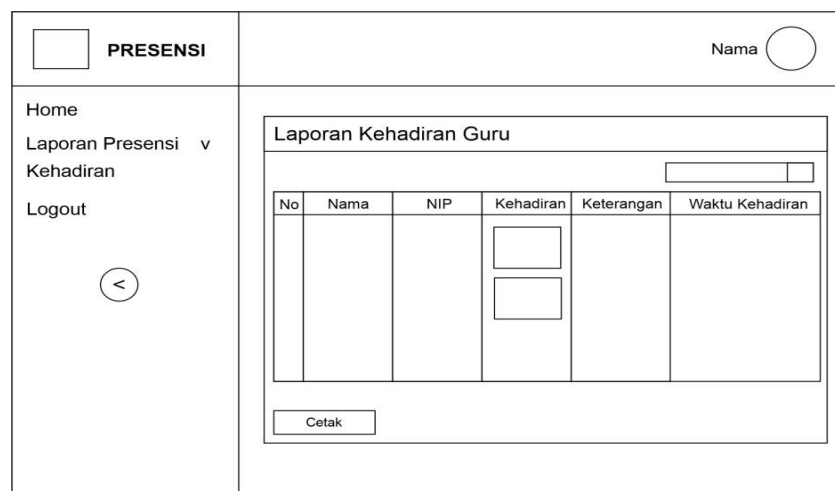 PRESENSI
Nama
Home
Laporan Presensi v
Kehadiran
Logout
<
Laporan Kehadiran Guru
No Nama NIP Kehadiran Keterangan Waktu Kehadiran
Cetak